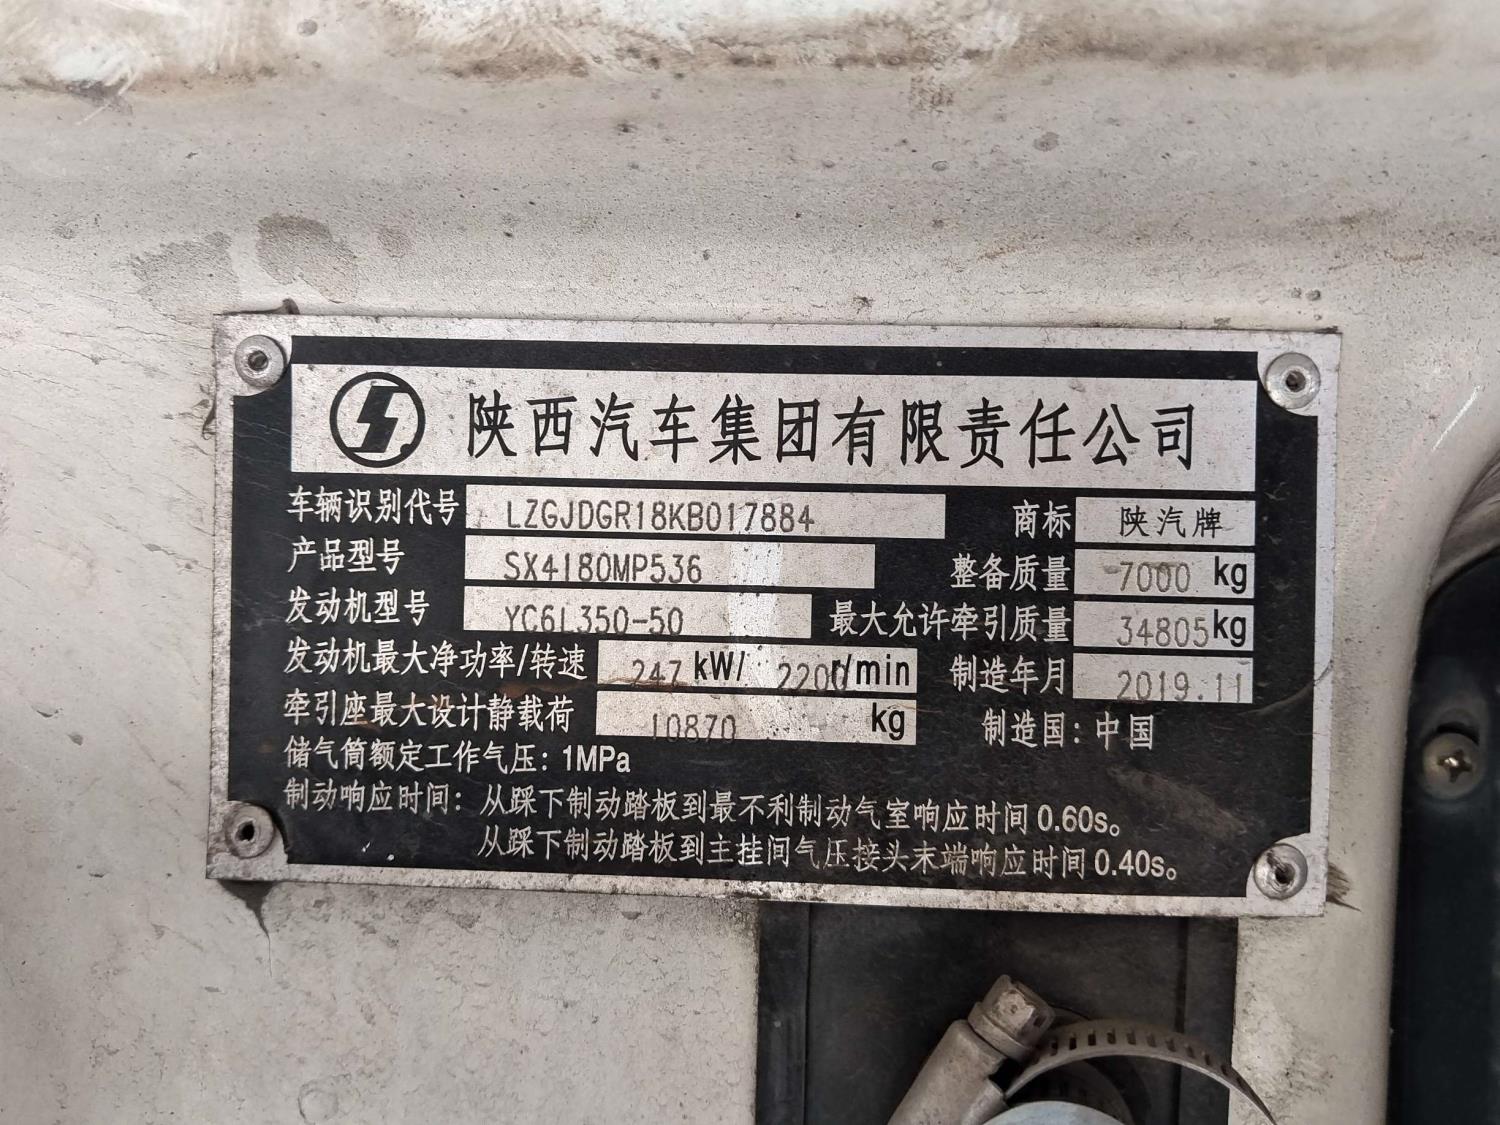 陕西汽车集团有限责任公司
车辆识别代号 LZGJDGR18KB017884 商标 陕汽牌
产品型号 SX4180MP536 整备质量 7000 kg
发动机型号 YC6L350-50 最大允许牵引质量 34805kg
发动机最大净功率/转速 247 kW/ 2200r/min 制造年月 2019.11
牵引座最大设计静载荷 10870 kg 制造国：中国
储气筒额定工作气压：1MPa
制动响应时间：从踩下制动踏板到最不利制动气室响应时间0.60s。
从踩下制动踏板到主挂间气压接头末端响应时间0.40s。